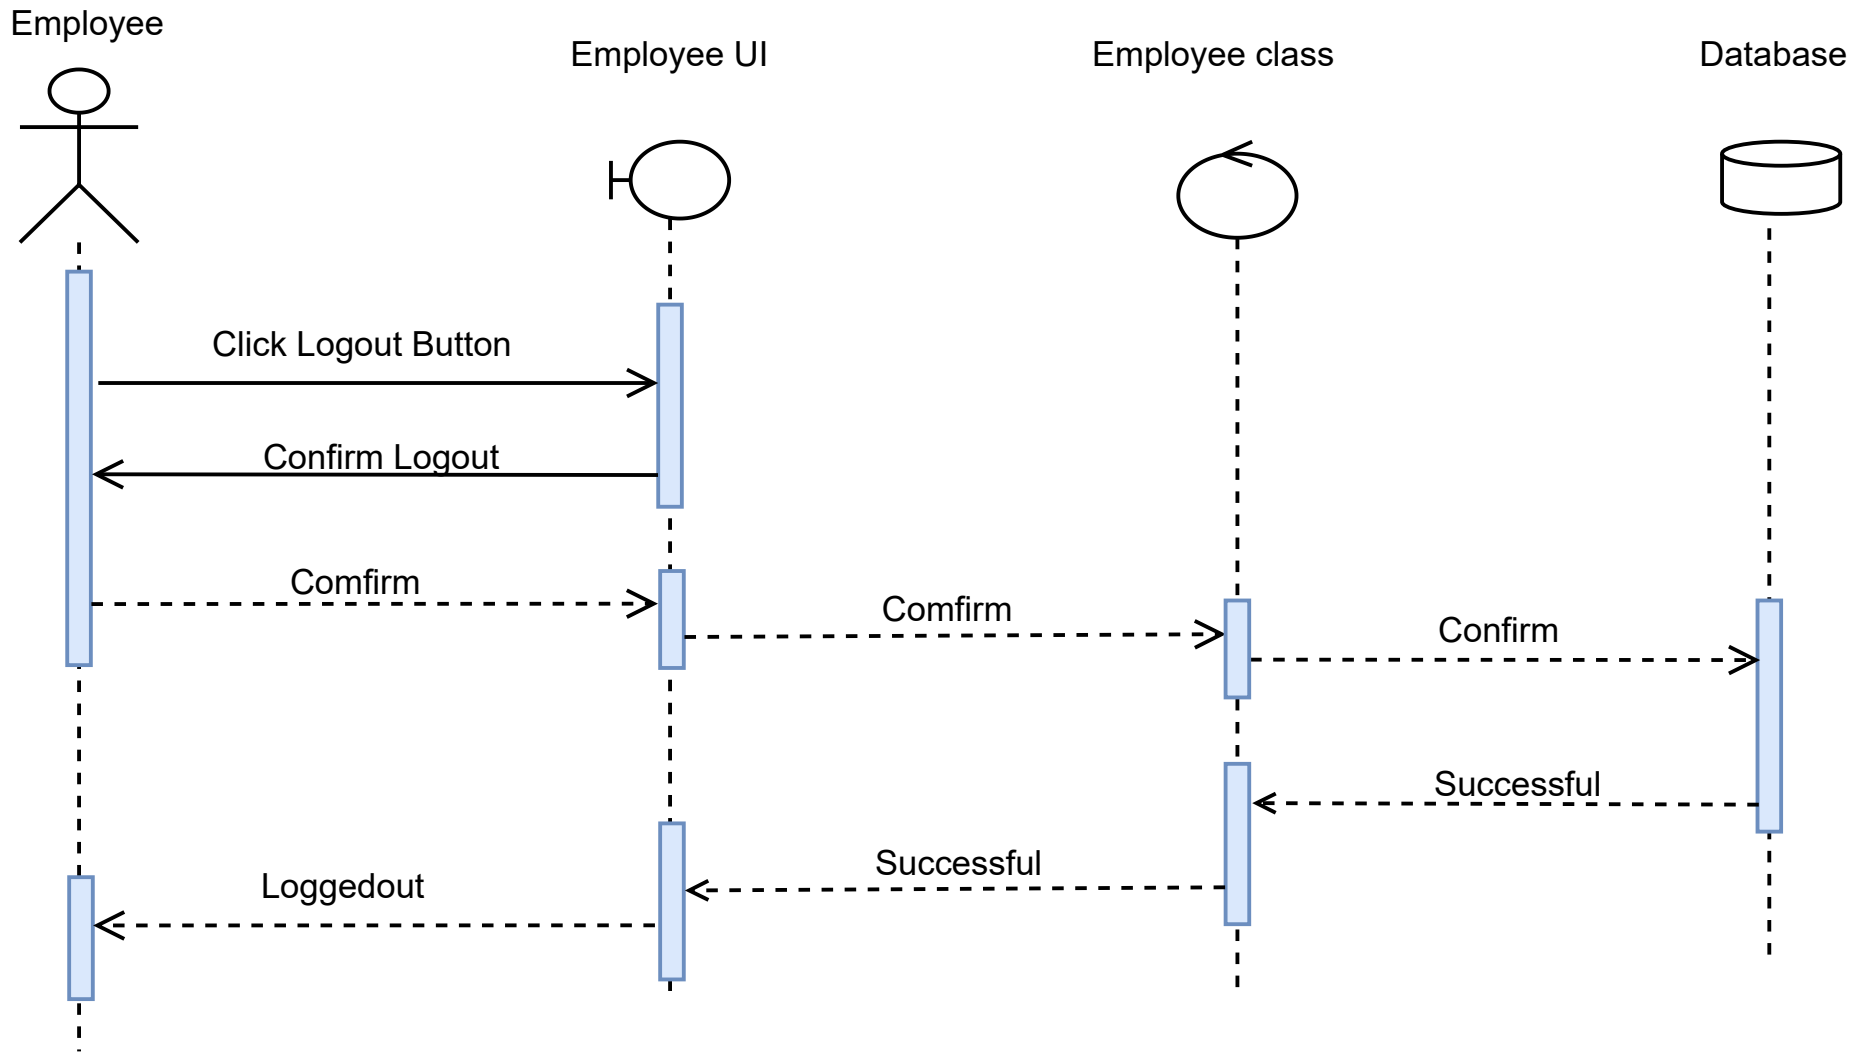 Employee
Employee UI
Employee class
Database
Click Logout Button
Confirm Logout
Comfirm
Comfirm
Confirm
Successful
Successful
Loggedout